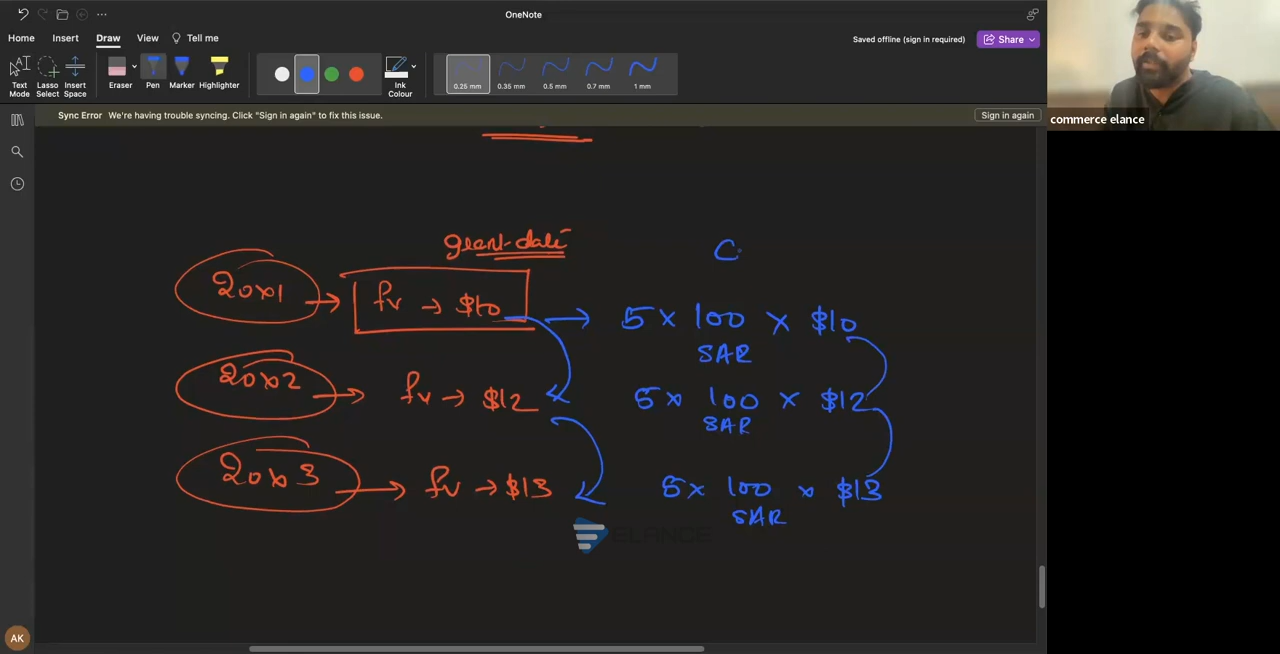 OneNote
Home Insert Draw View Tell me
Saved offline (sign in required) Share
Text Mode Lasso Select Insert Space Eraser Pen Marker Highlighter Ink Colour 0.25 mm 0.35 mm 0.5 mm 0.7 mm 1 mm
Sync Error We're having trouble syncing. Click "Sign in again" to fix this issue. Sign in again
commerce elance
grant-date C
20x1 → fv → $10 → 5 x 100 x $10
SAR
20x2 → fv → $12 5 x 100 x $12
SAR
20x3 → fv → $13 5 x 100 x $13
SAR
ELANCE
AK